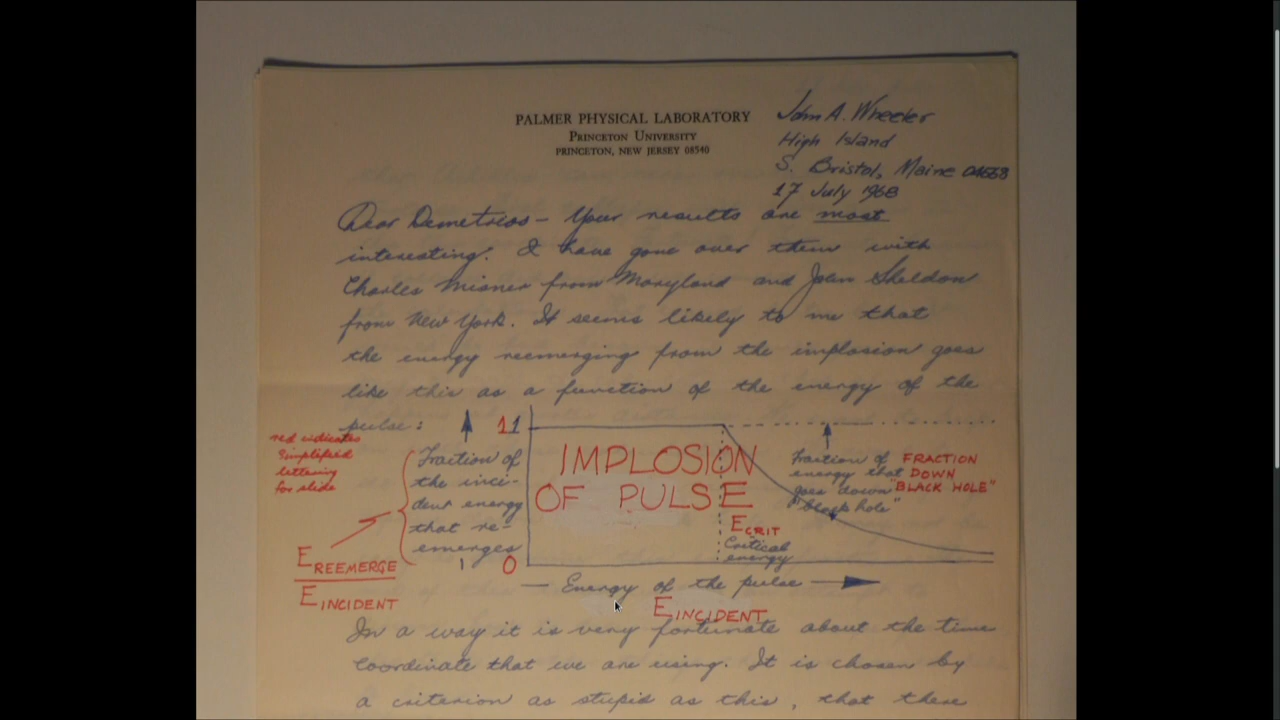 PALMER PHYSICAL LABORATORY
PRINCETON UNIVERSITY
PRINCETON, NEW JERSEY 08540
John A. Wheeler
High Island
S. Bristol, Maine 04568
17 July 1968
Dear Demetrios – Your results are most
interesting. I have gone over them with
Charles Misner from Maryland and John Sheldon
from New York. It seems likely to me that
the energy reemerging from the implosion goes
like this as a function of the energy of the
pulse:
red indicates
simplified
lettering
for slide
Fraction of
the inci-
dent energy
that re-
emerges
E REEMERGE
E INCIDENT
1 1
0
IMPLOSION
OF PULSE
E CRIT
Critical
energy
Fraction of
energy that
goes down
"black hole"
FRACTION
DOWN
"BLACK HOLE"
Energy of the pulse
E INCIDENT
In a way it is very fortunate about the time
coordinate that we are using. It is chosen by
a criterion as stupid as this, that there